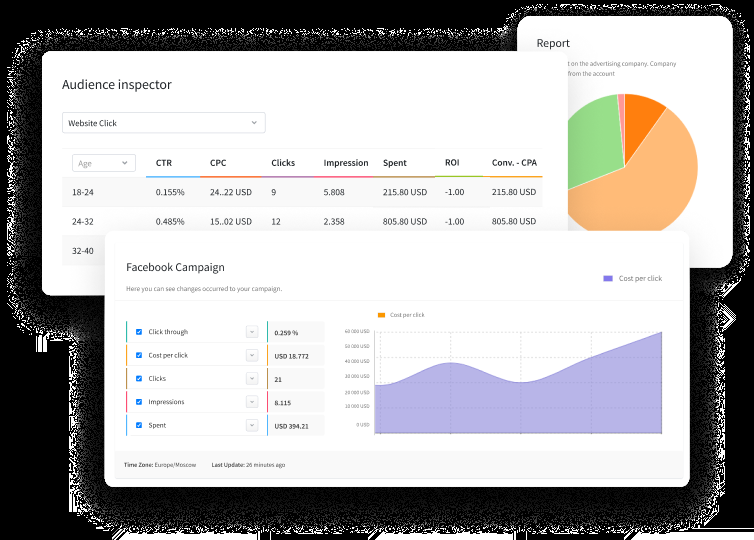 Report
t on the advertising company. Company
from the account
Audience inspector
Website Click
Age CTR CPC Clicks Impression Spent ROI Conv. - CPA
18-24 0.155% 24..22 USD 9 5.808 215.80 USD -1.00 215.80 USD
24-32 0.485% 15..02 USD 12 2.358 805.80 USD -1.00 805.80 USD
32-40
Facebook Campaign
Here you can see changes occurred to your campaign.
Cost per click
Cost per click
Click through 0.259 %
Cost per click USD 18.772
Clicks 21
Impressions 8.115
Spent USD 394.21
60 000 USD
50 000 USD
40 000 USD
30 000 USD
20 000 USD
10 000 USD
0 USD
Time Zone: Europe/Moscow Last Update: 26 minutes ago